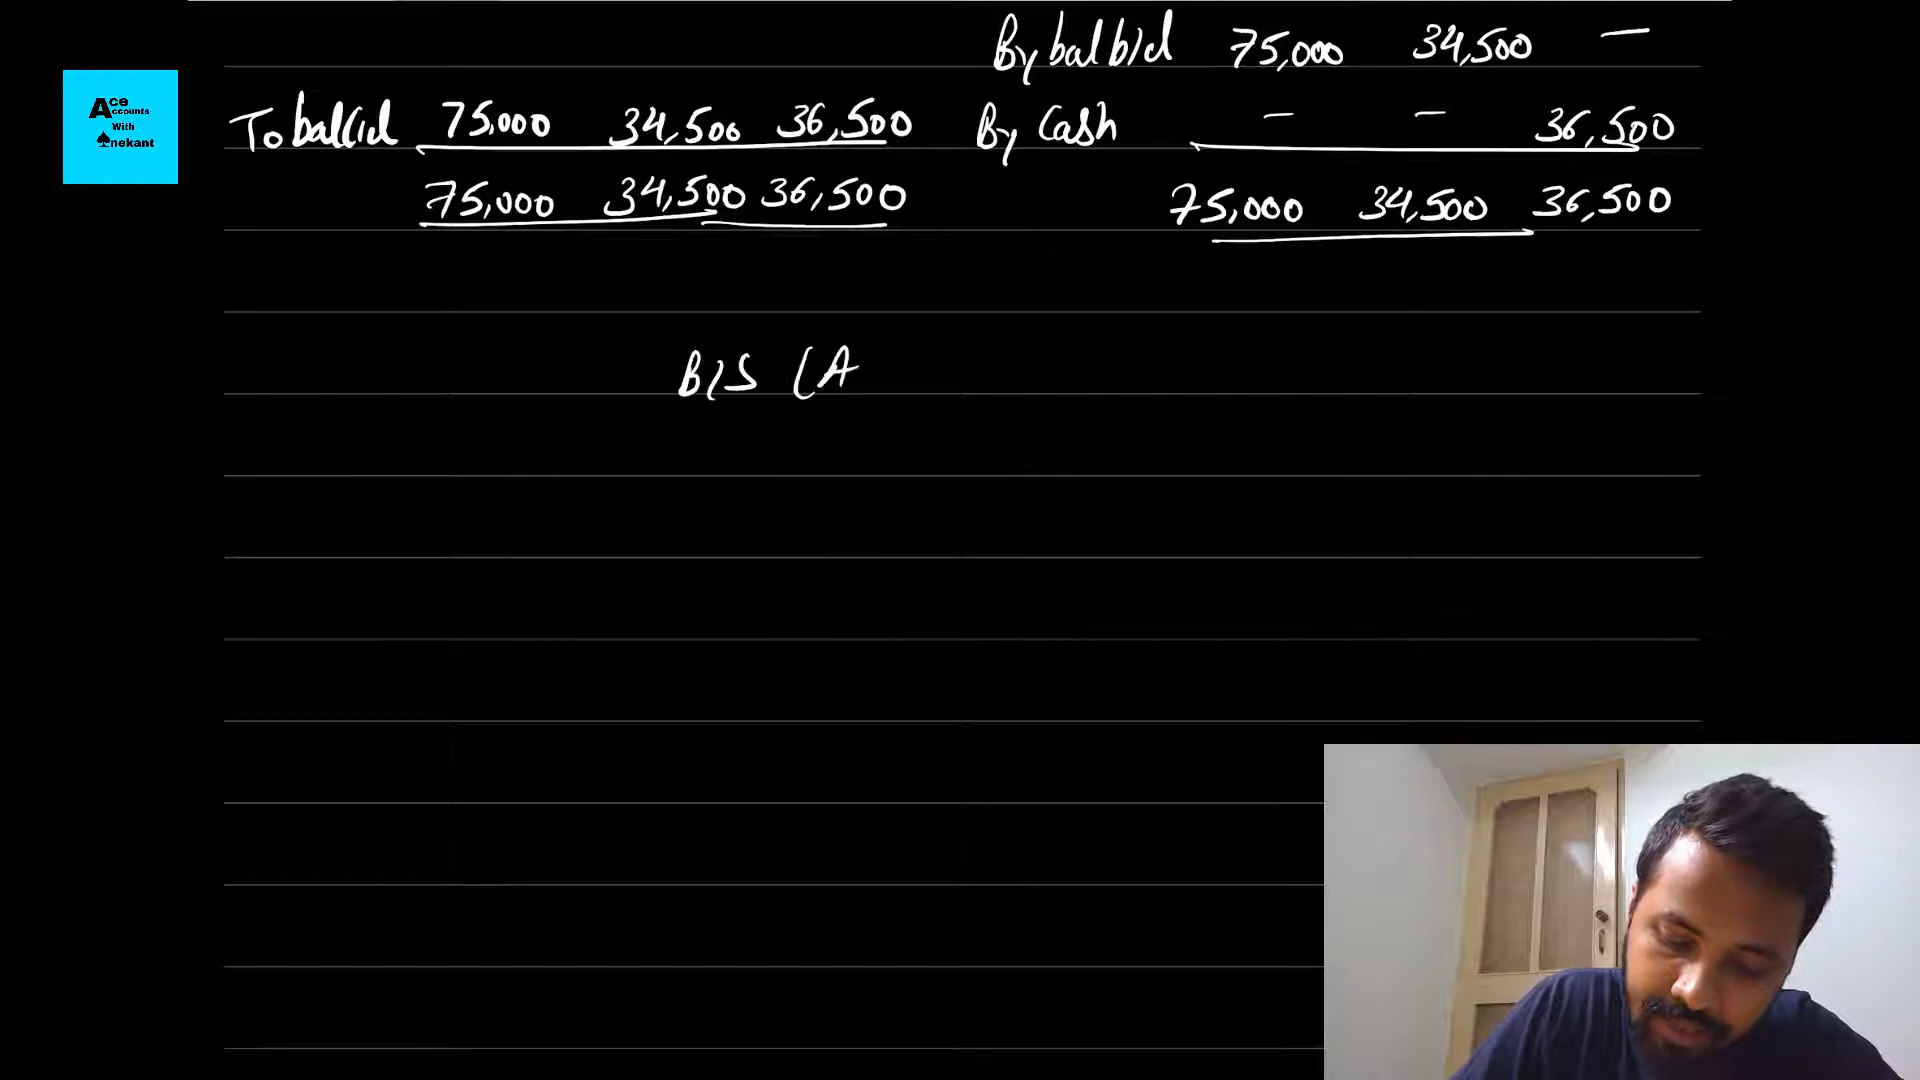 By bal b/d 75,000 34,500 —
Ace
Accounts
With
Anekant
To bal c/d 75,000 34,500 36,500 By Cash — — 36,500
75,000 34,500 36,500 75,000 34,500 36,500
B/S (A